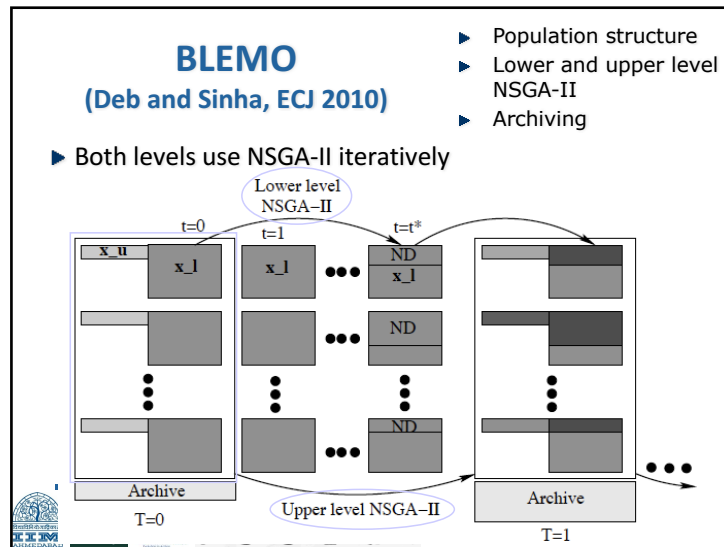 BLEMO
(Deb and Sinha, ECJ 2010)
Population structure
Lower and upper level
NSGA-II
Archiving
Both levels use NSGA-II iteratively
Lower level
NSGA–II
t=0
t=1
t=t*
x_u
x_l
x_l
ND
x_l
ND
ND
Archive
Archive
Upper level NSGA–II
T=0
T=1
IIM
AHMEDABAD